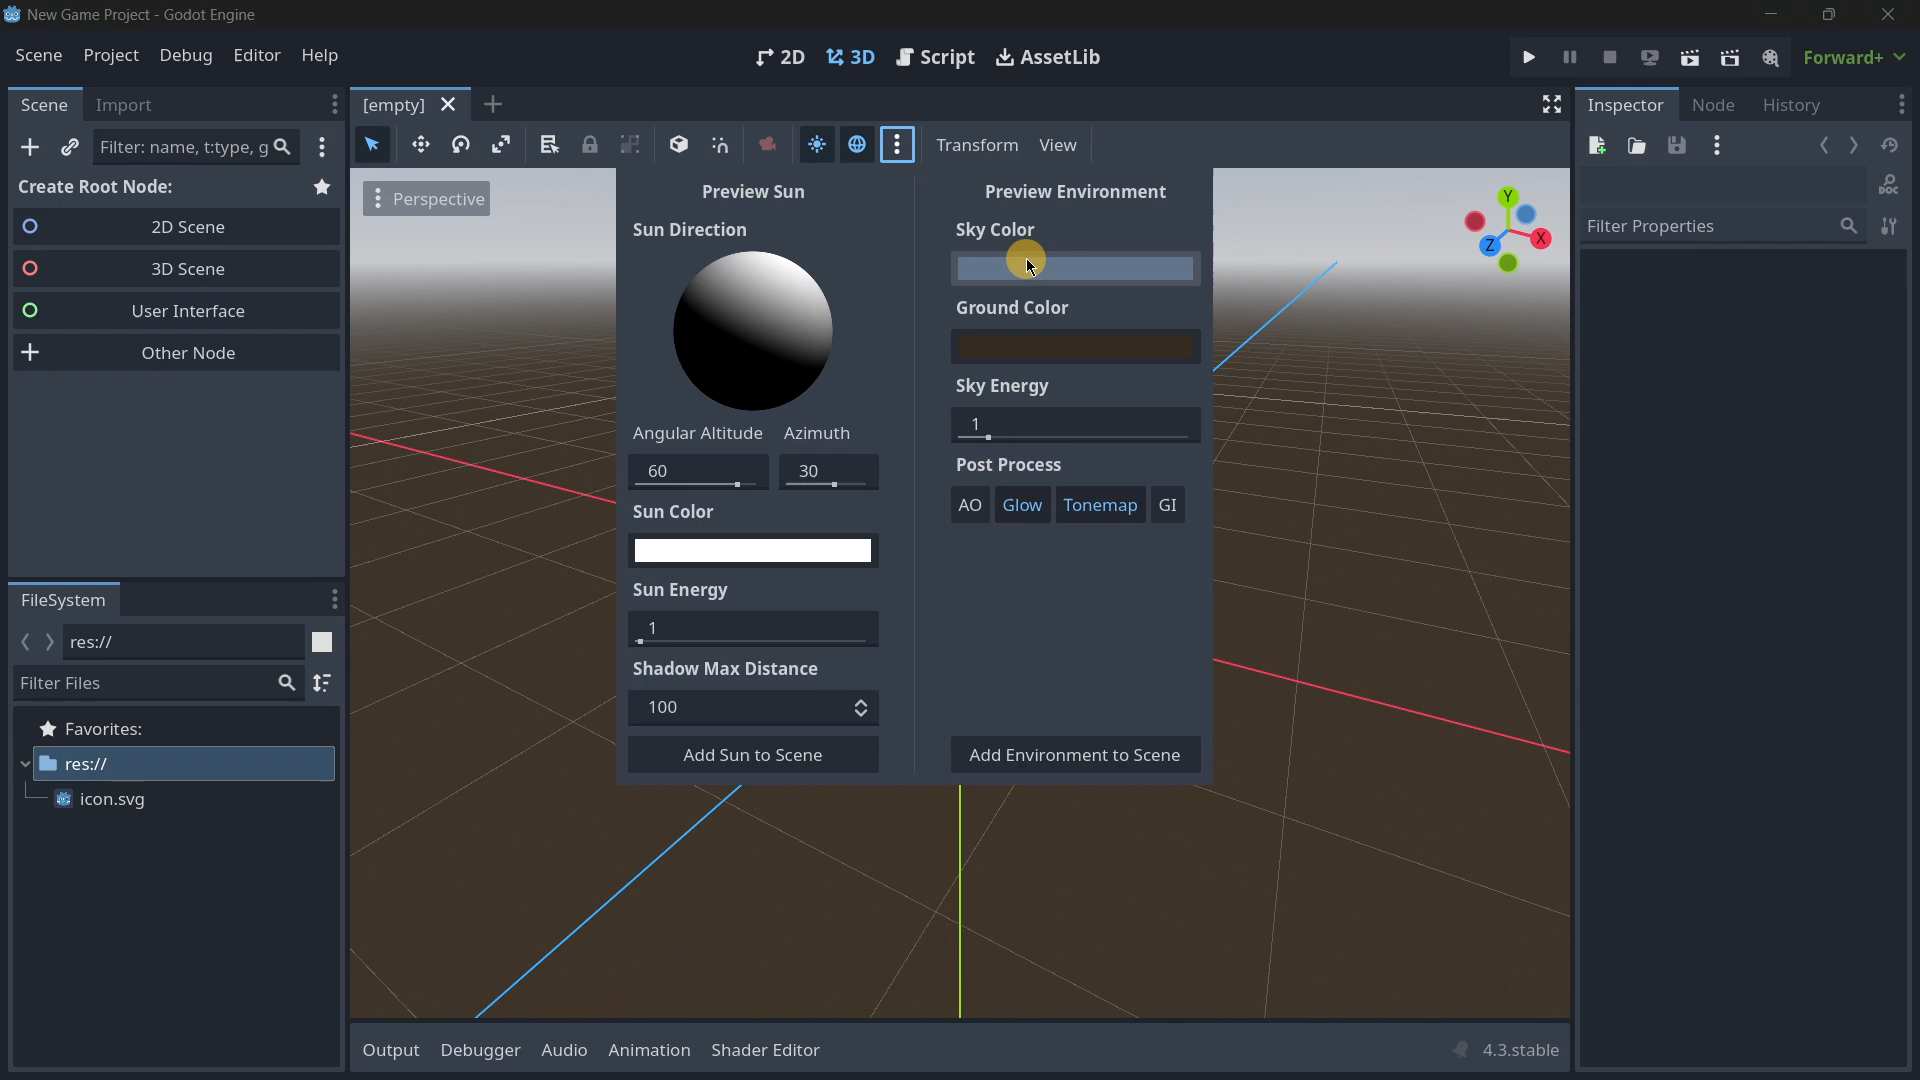 New Game Project - Godot Engine
Scene Project Debug Editor Help
2D 3D Script AssetLib
Forward+
Scene Import
[empty]
Inspector Node History
Filter: name, t:type, g
Transform View
Create Root Node:
2D Scene
3D Scene
User Interface
Other Node
Perspective
Preview Sun
Sun Direction
Angular Altitude Azimuth
60 30
Sun Color
Sun Energy
1
Shadow Max Distance
100
Add Sun to Scene
Preview Environment
Sky Color
Ground Color
Sky Energy
1
Post Process
AO Glow Tonemap GI
Add Environment to Scene
Y
X
Z
DOC
Filter Properties
FileSystem
res://
Filter Files
Favorites:
res://
icon.svg
Output Debugger Audio Animation Shader Editor
4.3.stable